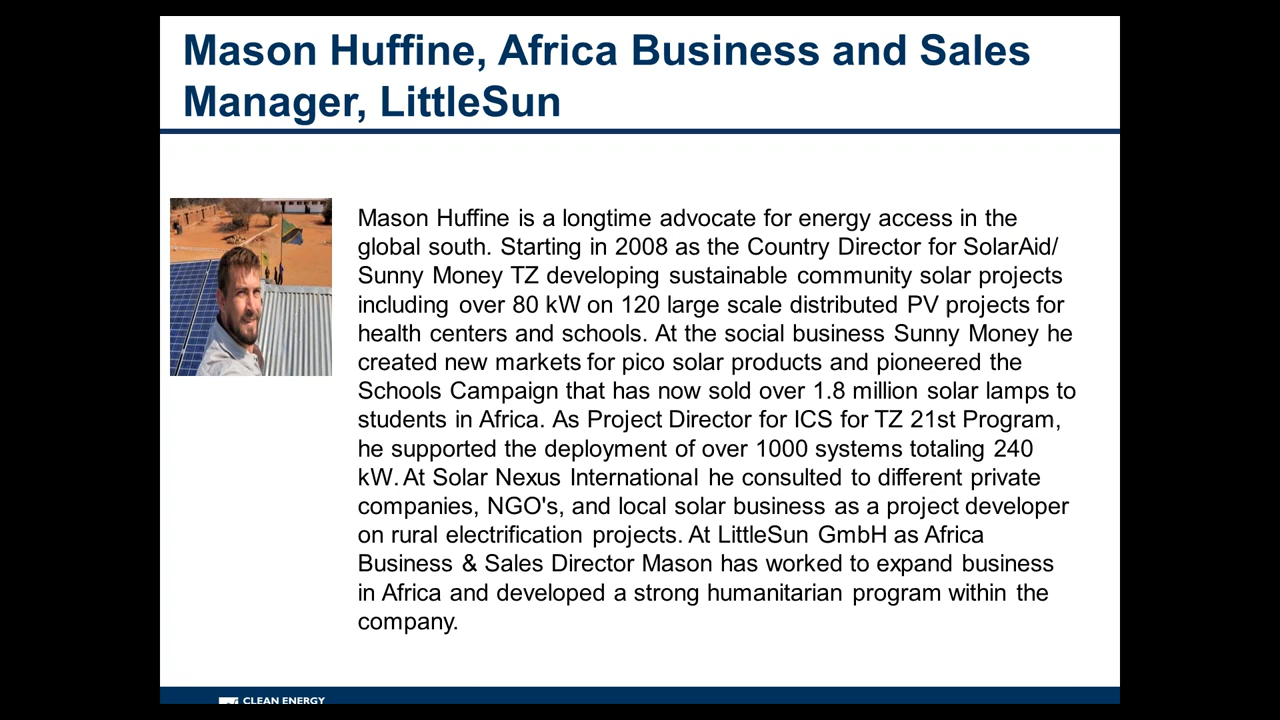 Mason Huffine, Africa Business and Sales
Manager, LittleSun
Mason Huffine is a longtime advocate for energy access in the
global south. Starting in 2008 as the Country Director for SolarAid/
Sunny Money TZ developing sustainable community solar projects
including over 80 kW on 120 large scale distributed PV projects for
health centers and schools. At the social business Sunny Money he
created new markets for pico solar products and pioneered the
Schools Campaign that has now sold over 1.8 million solar lamps to
students in Africa. As Project Director for ICS for TZ 21st Program,
he supported the deployment of over 1000 systems totaling 240
kW. At Solar Nexus International he consulted to different private
companies, NGO's, and local solar business as a project developer
on rural electrification projects. At LittleSun GmbH as Africa
Business & Sales Director Mason has worked to expand business
in Africa and developed a strong humanitarian program within the
company.
CLEAN ENERGY